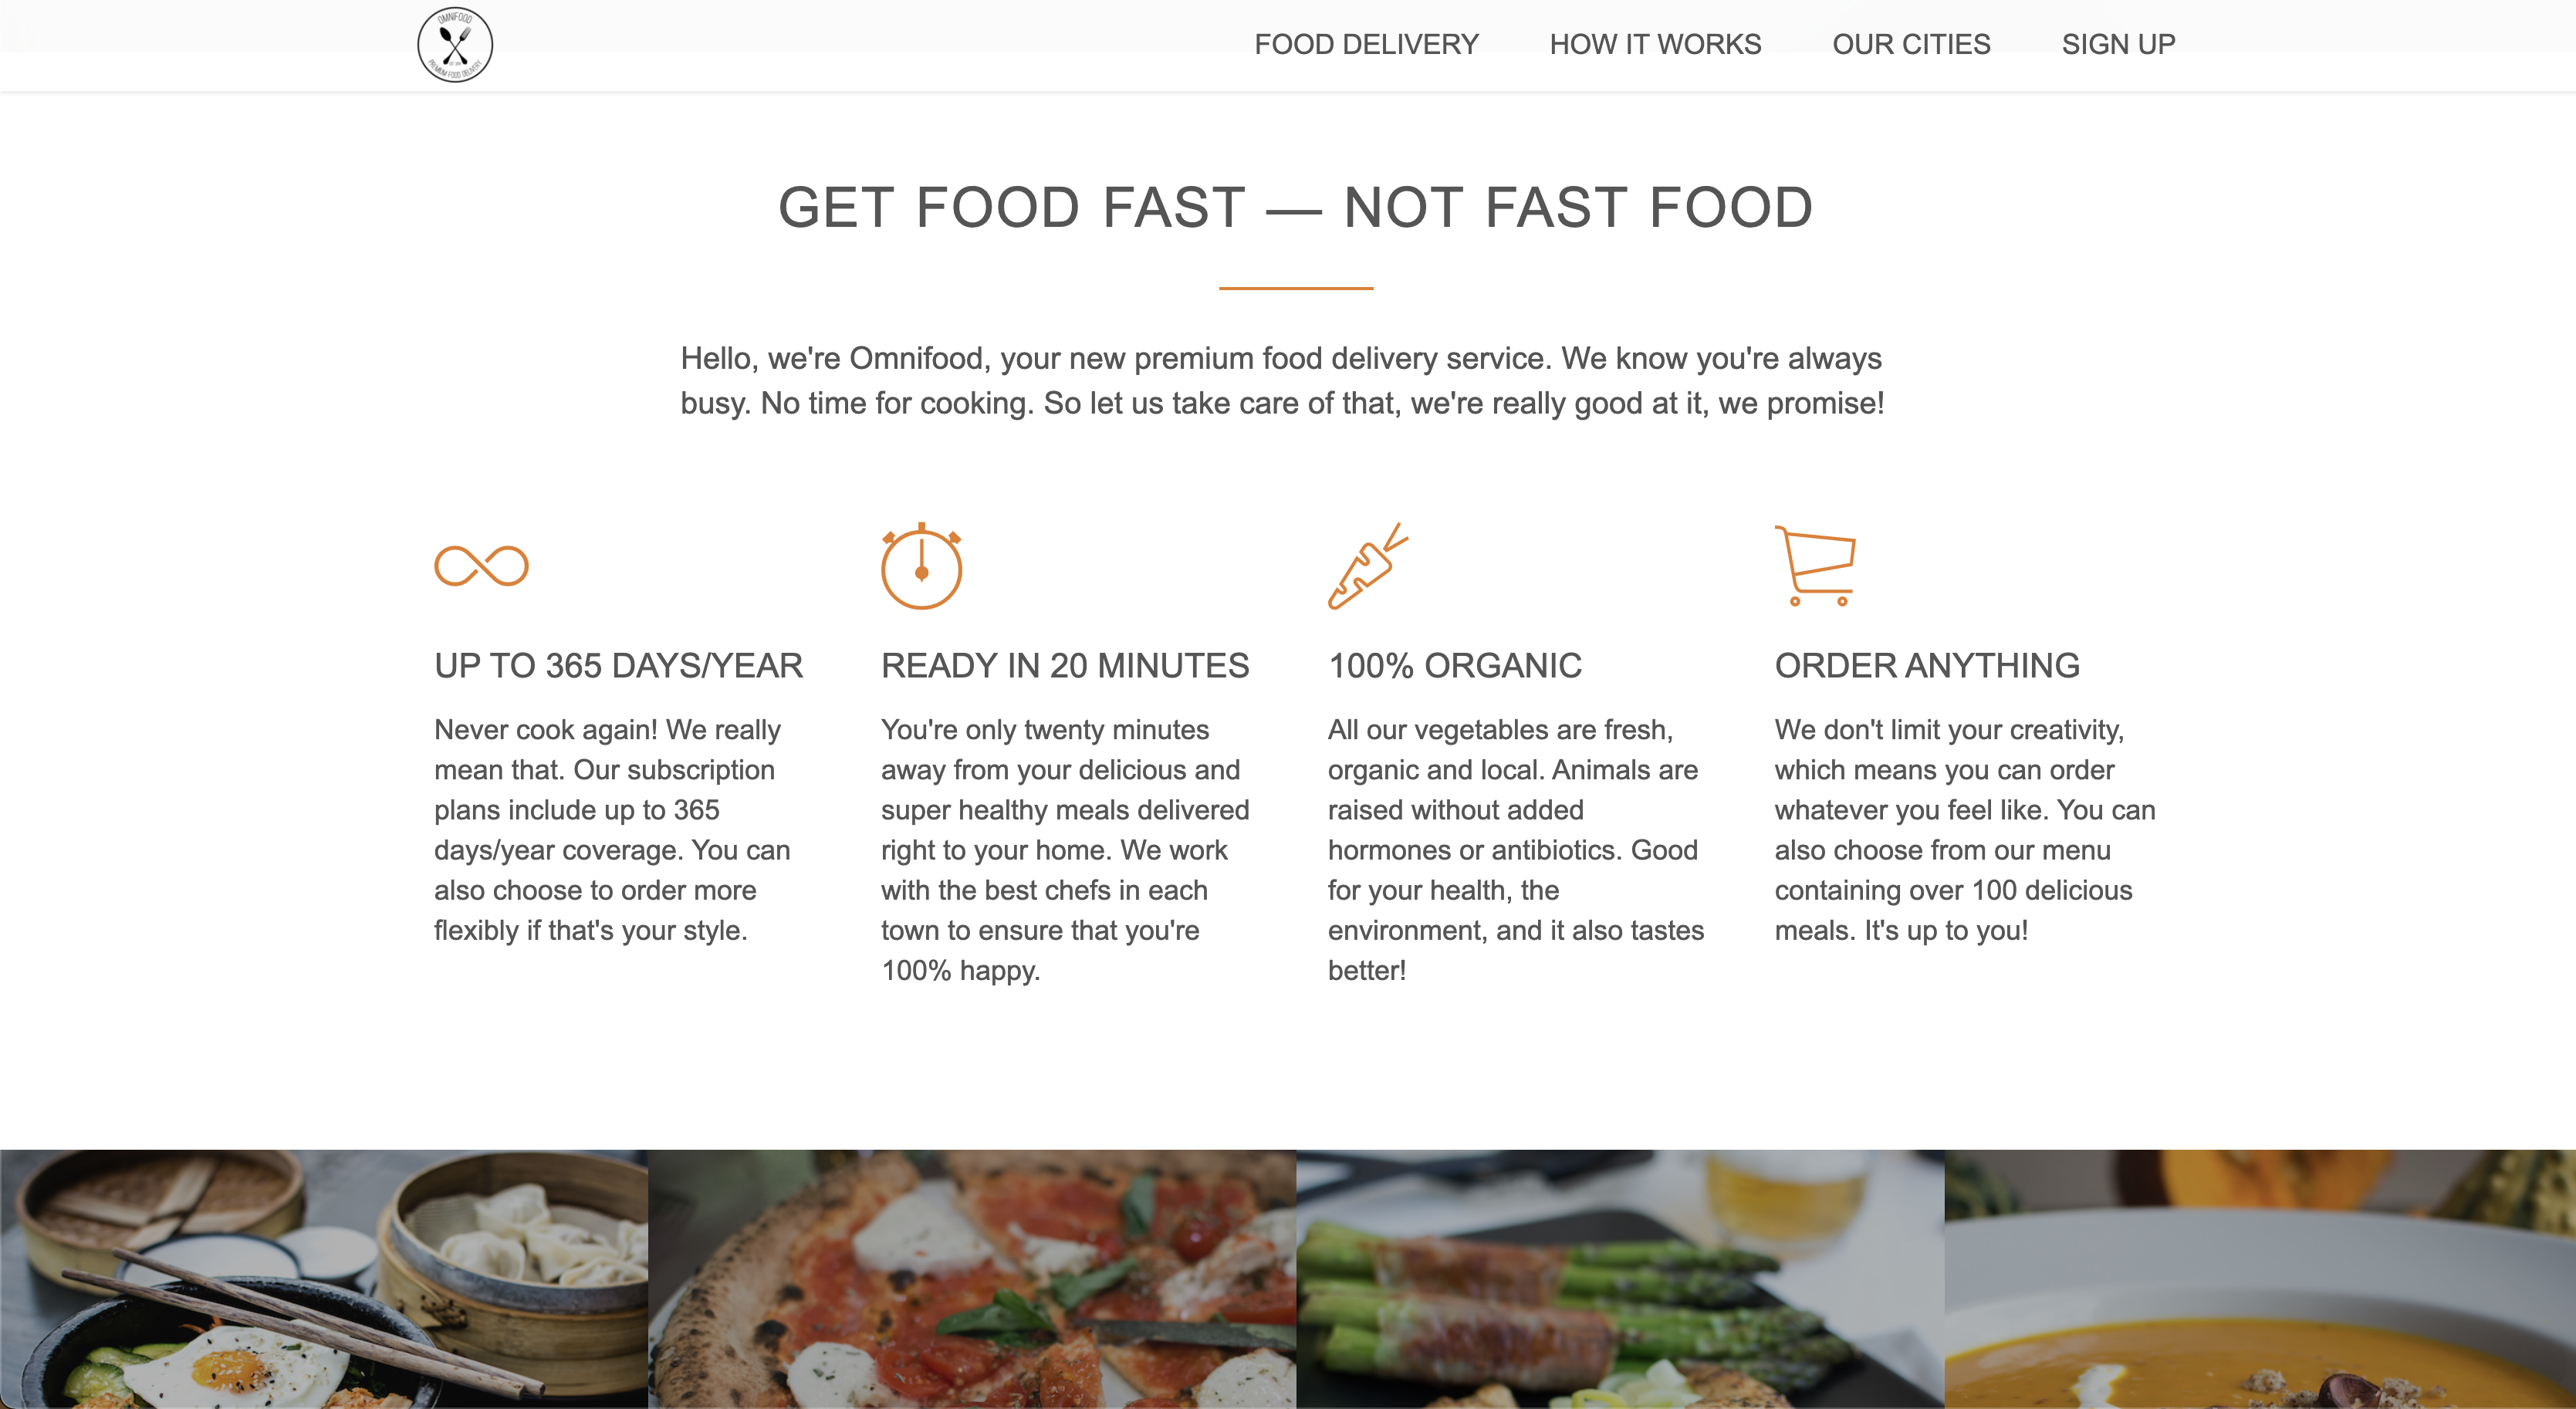 OMNIFOOD
PREMIUM FOOD DELIVERY
FOOD DELIVERY
HOW IT WORKS
OUR CITIES
SIGN UP
GET FOOD FAST — NOT FAST FOOD
Hello, we're Omnifood, your new premium food delivery service. We know you're always
busy. No time for cooking. So let us take care of that, we're really good at it, we promise!
UP TO 365 DAYS/YEAR
Never cook again! We really
mean that. Our subscription
plans include up to 365
days/year coverage. You can
also choose to order more
flexibly if that's your style.
READY IN 20 MINUTES
You're only twenty minutes
away from your delicious and
super healthy meals delivered
right to your home. We work
with the best chefs in each
town to ensure that you're
100% happy.
100% ORGANIC
All our vegetables are fresh,
organic and local. Animals are
raised without added
hormones or antibiotics. Good
for your health, the
environment, and it also tastes
better!
ORDER ANYTHING
We don't limit your creativity,
which means you can order
whatever you feel like. You can
also choose from our menu
containing over 100 delicious
meals. It's up to you!